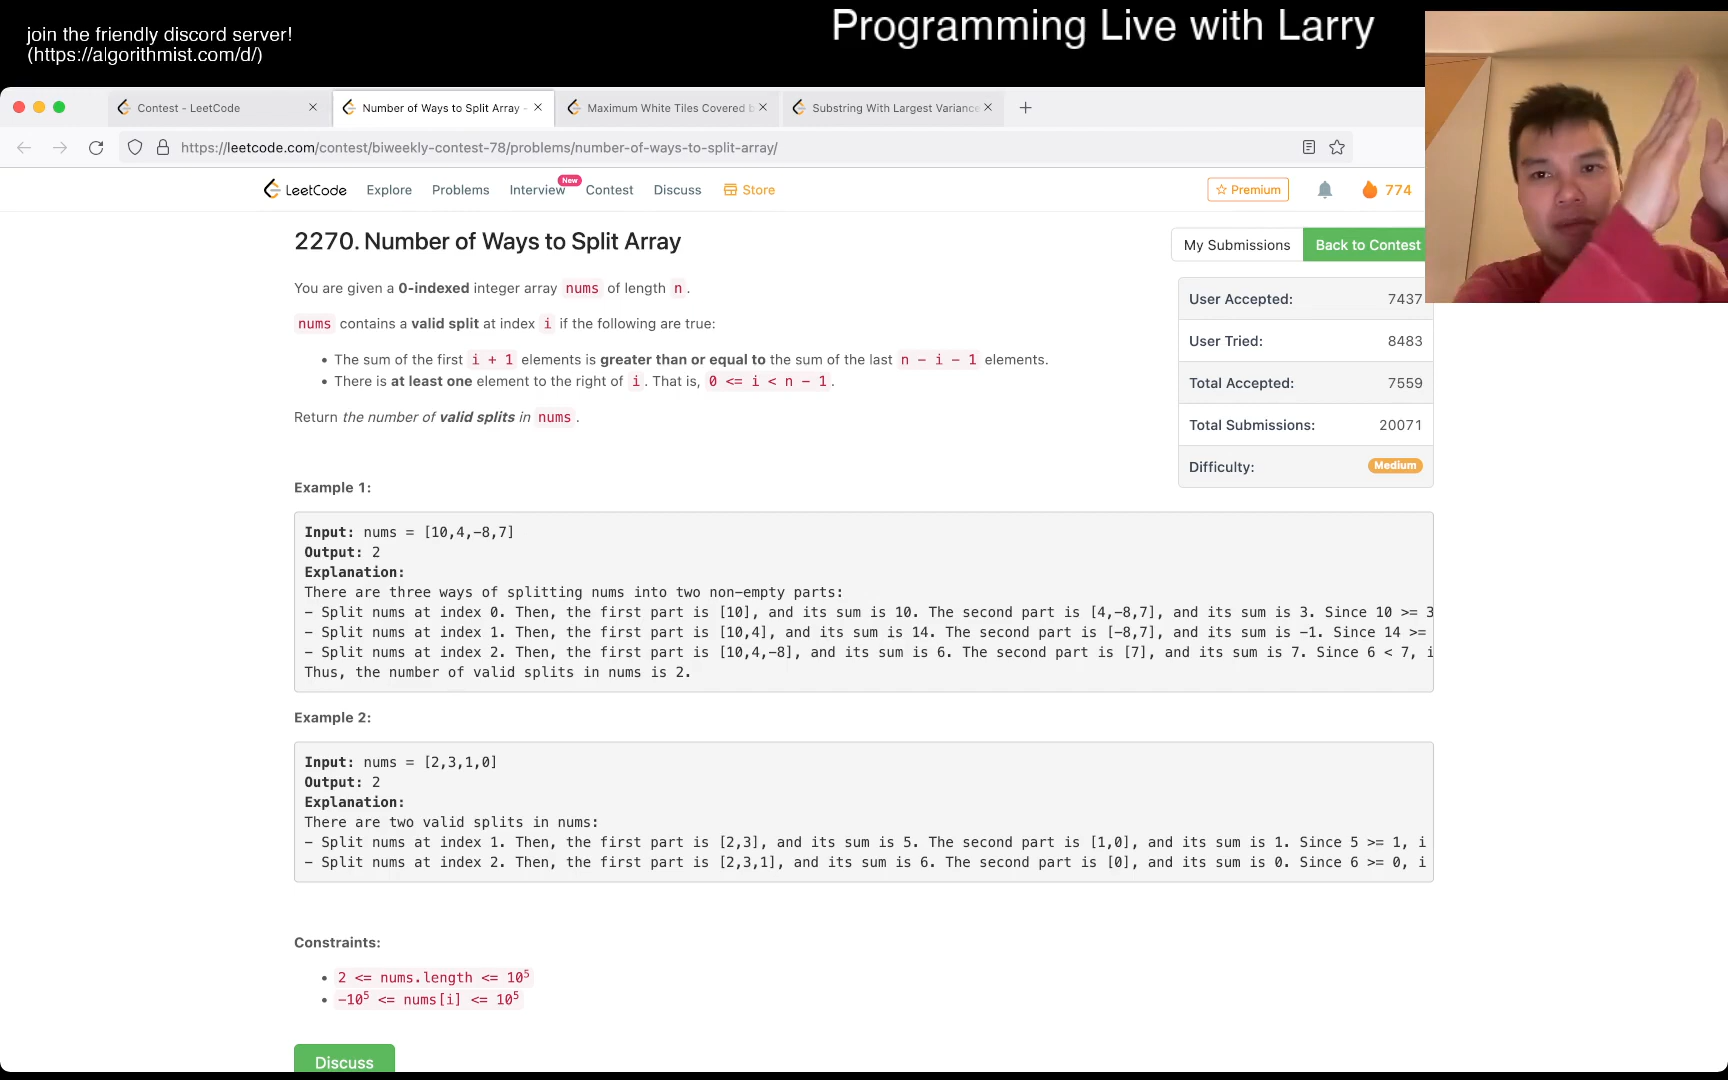 join the friendly discord server!
(https://algorithmist.com/d/)
Programming Live with Larry
Contest - LeetCode
Number of Ways to Split Array -
Maximum White Tiles Covered b
Substring With Largest Variance
https://leetcode.com/contest/biweekly-contest-78/problems/number-of-ways-to-split-array/
LeetCode Explore Problems Interview New Contest Discuss Store Premium 774
2270. Number of Ways to Split Array
My Submissions Back to Contest
You are given a 0-indexed integer array nums of length n.
nums contains a valid split at index i if the following are true:
• The sum of the first i + 1 elements is greater than or equal to the sum of the last n - i - 1 elements.
• There is at least one element to the right of i. That is, 0 <= i < n - 1.
Return the number of valid splits in nums.
User Accepted: 7437
User Tried: 8483
Total Accepted: 7559
Total Submissions: 20071
Difficulty: Medium
Example 1:
Input: nums = [10,4,-8,7]
Output: 2
Explanation:
There are three ways of splitting nums into two non-empty parts:
- Split nums at index 0. Then, the first part is [10], and its sum is 10. The second part is [4,-8,7], and its sum is 3. Since 10 >= 3
- Split nums at index 1. Then, the first part is [10,4], and its sum is 14. The second part is [-8,7], and its sum is -1. Since 14 >=
- Split nums at index 2. Then, the first part is [10,4,-8], and its sum is 6. The second part is [7], and its sum is 7. Since 6 < 7, i
Thus, the number of valid splits in nums is 2.
Example 2:
Input: nums = [2,3,1,0]
Output: 2
Explanation:
There are two valid splits in nums:
- Split nums at index 1. Then, the first part is [2,3], and its sum is 5. The second part is [1,0], and its sum is 1. Since 5 >= 1, i
- Split nums at index 2. Then, the first part is [2,3,1], and its sum is 6. The second part is [0], and its sum is 0. Since 6 >= 0, i
Constraints:
• 2 <= nums.length <= 10⁵
• -10⁵ <= nums[i] <= 10⁵
Discuss